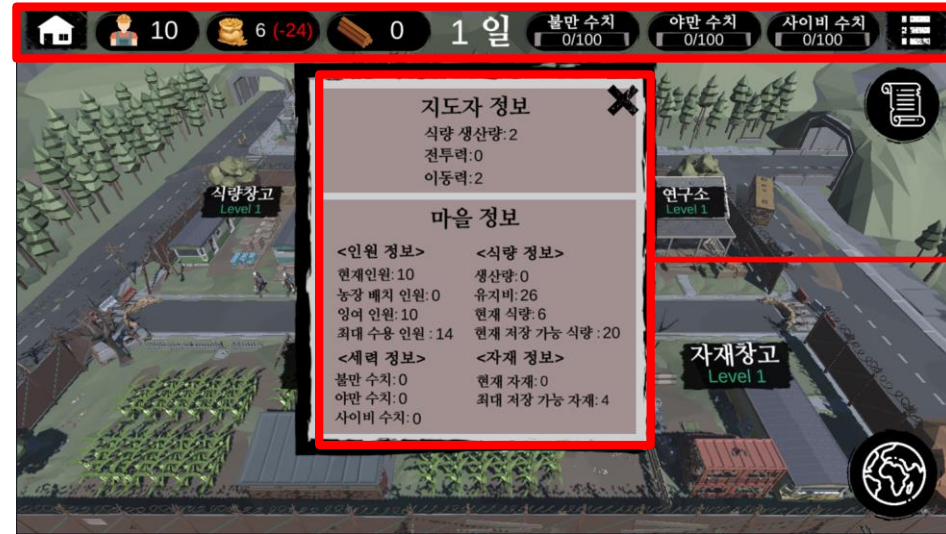 10
6 (-24)
0
1 일
불만 수치
0/100
야만 수치
0/100
사이비 수치
0/100
지도자 정보
식량 생산량:2
전투력:0
이동력:2
식량창고
Level 1
연구소
Level 1
마을 정보
<인원 정보>
현재인원:10
농장 배치 인원:0
잉여 인원:10
최대 수용 인원 :14
<식량 정보>
생산량:0
유지비:26
현재 식량:6
현재 저장 가능 식량 :20
<세력 정보>
불만 수치:0
야만 수치:0
사이비 수치:0
<자재 정보>
현재 자재:0
최대 저장 가능 자재:4
자재창고
Level 1